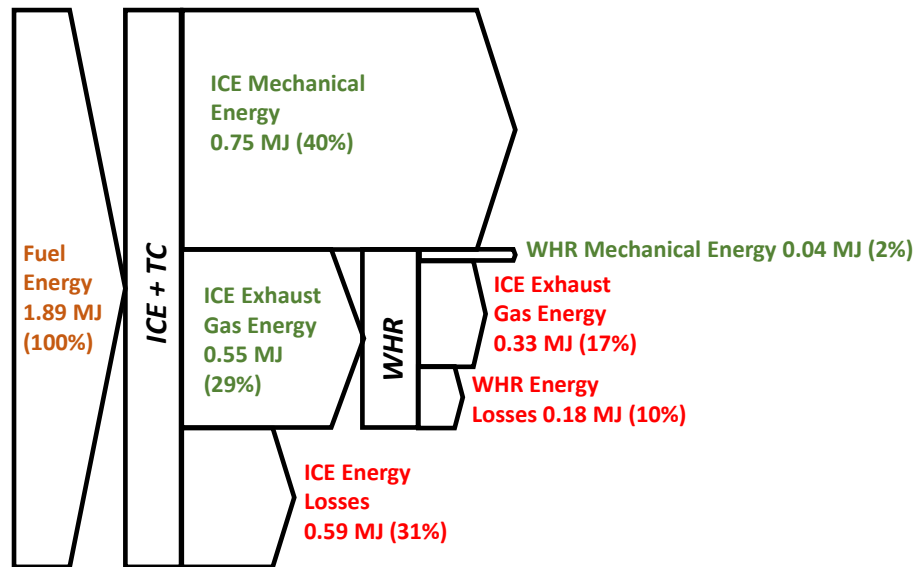 Fuel
Energy
1.89 MJ
(100%)
ICE + TC
ICE Mechanical
Energy
0.75 MJ (40%)
ICE Exhaust
Gas Energy
0.55 MJ
(29%)
WHR
WHR Mechanical Energy 0.04 MJ (2%)
ICE Exhaust
Gas Energy
0.33 MJ (17%)
WHR Energy
Losses 0.18 MJ (10%)
ICE Energy
Losses
0.59 MJ (31%)